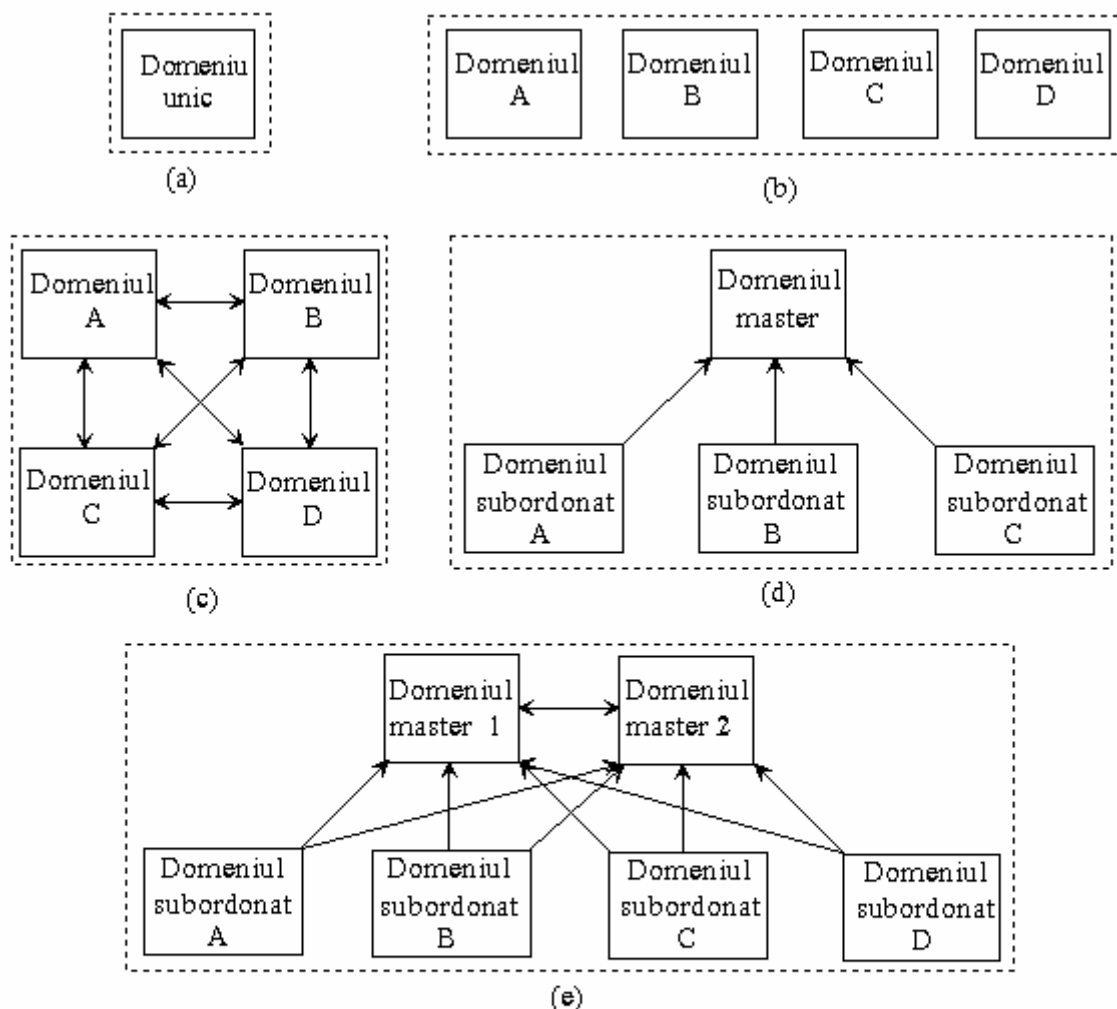 Domeniu
unic
(a)
Domeniul
A
Domeniul
B
Domeniul
C
Domeniul
D
(b)
Domeniul
A
Domeniul
B
Domeniul
C
Domeniul
D
(c)
Domeniul
master
Domeniul
subordonat
A
Domeniul
subordonat
B
Domeniul
subordonat
C
(d)
Domeniul
master 1
Domeniul
master 2
Domeniul
subordonat
A
Domeniul
subordonat
B
Domeniul
subordonat
C
Domeniul
subordonat
D
(e)